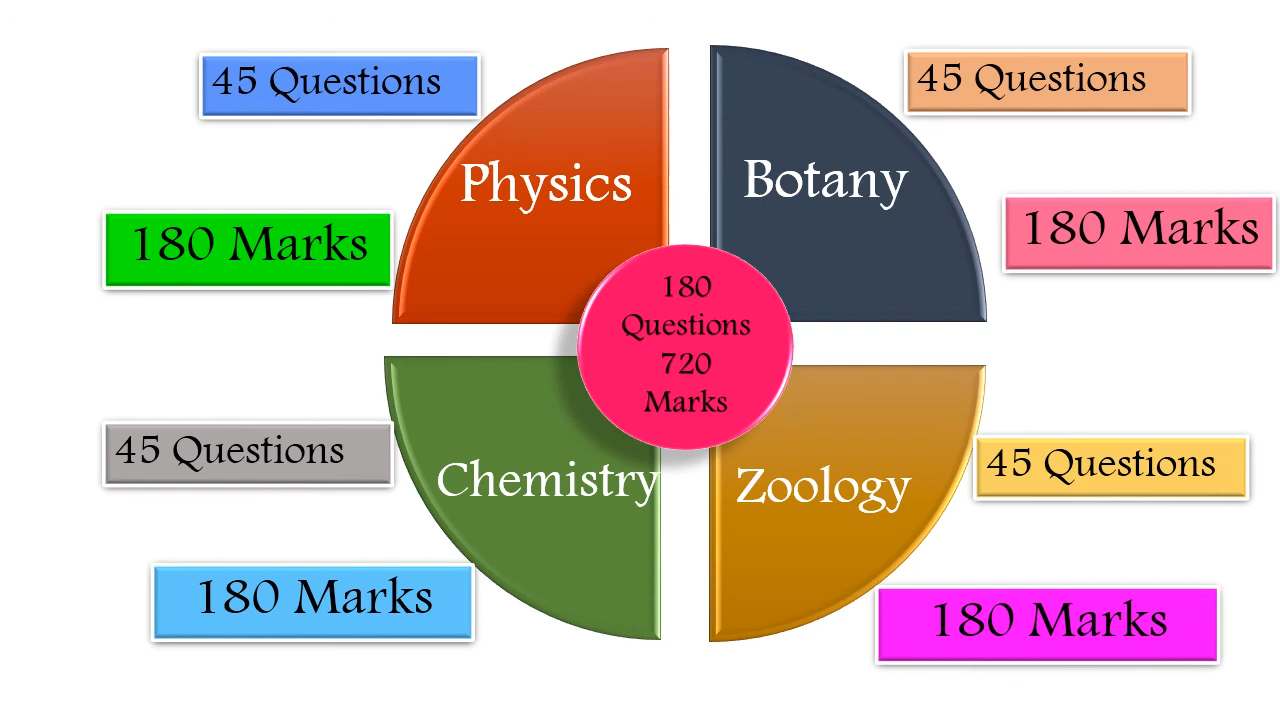 45 Questions
180 Marks
Physics
Botany
45 Questions
180 Marks
180
Questions
720
Marks
45 Questions
180 Marks
Chemistry
Zoology
45 Questions
180 Marks